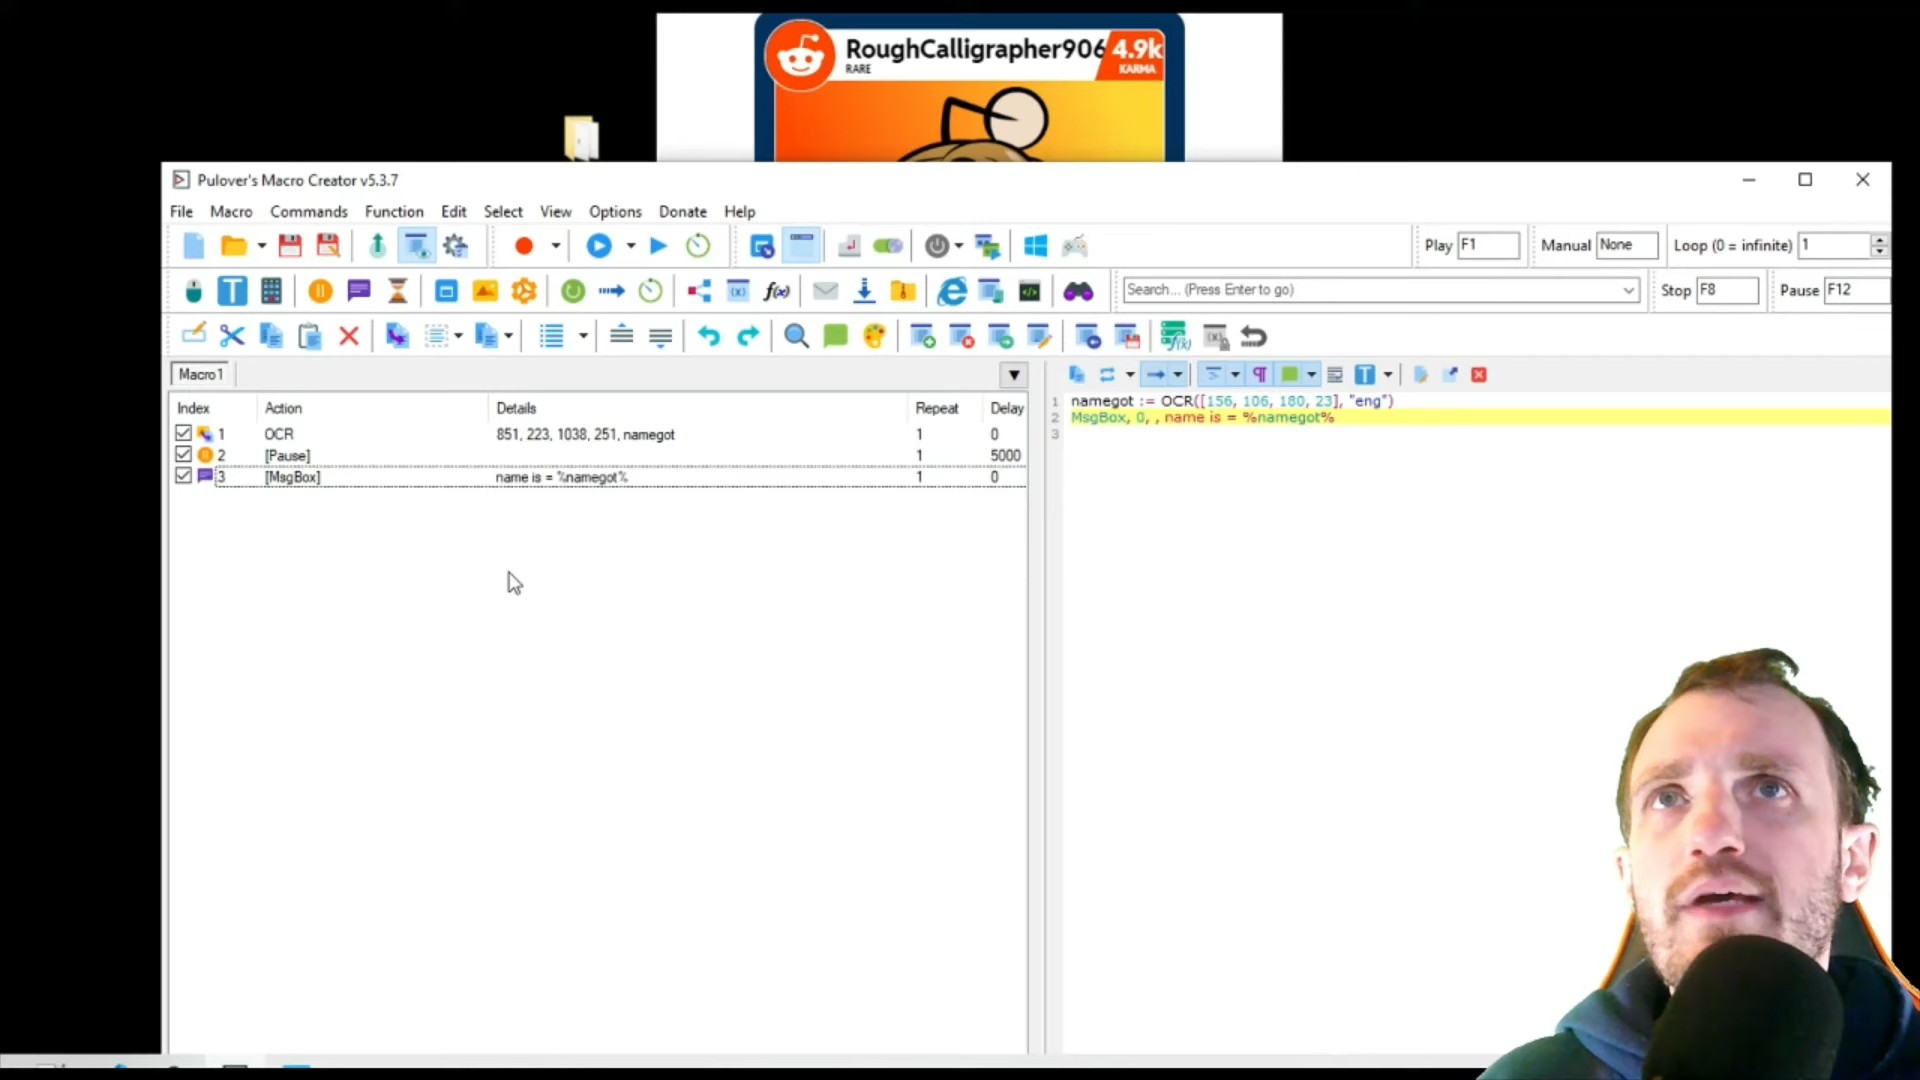 RoughCalligrapher906
4.9k
RARE
KARMA
Pulover's Macro Creator v5.3.7
File Macro Commands Function Edit Select View Options Donate Help
Play F1 Manual None Loop (0 = infinite) 1
Search... (Press Enter to go) Stop F8 Pause F12
Macro1
Index Action Details Repeat Delay
1 OCR 851, 223, 1038, 251, namegot 1 0
2 [Pause] 1 5000
3 [MsgBox] name is = %namegot% 1 0
1 namegot := OCR([156, 106, 180, 23], "eng")
2 MsgBox, 0, , name is = %namegot%
3